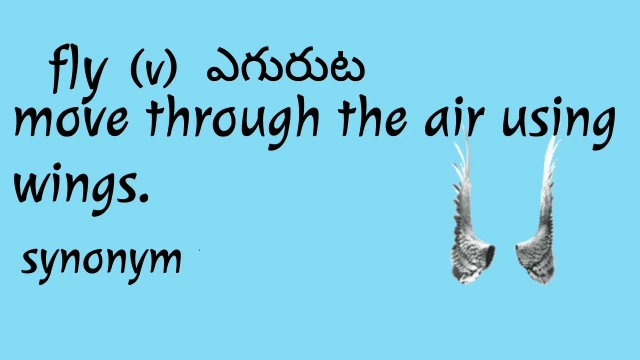 fly (v) ఎగురుట
move through the air using
wings.
synonym